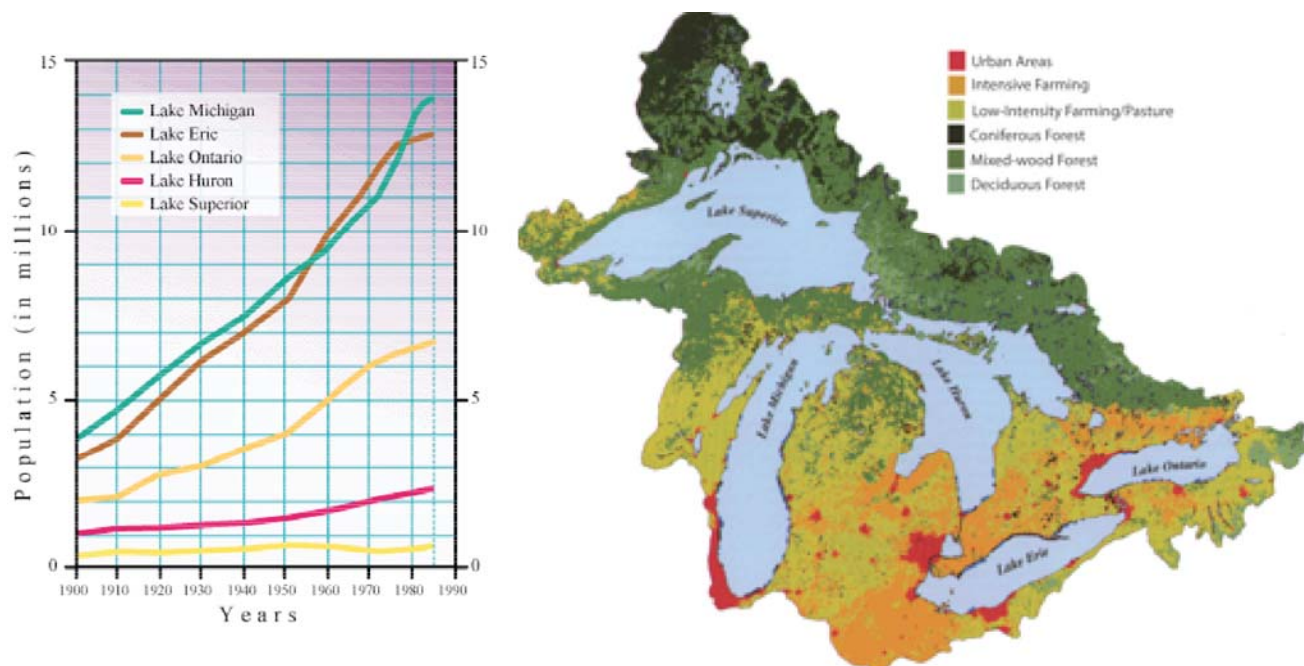 15
10
5
0
15
10
5
0
Population (in millions)
Lake Michigan
Lake Eric
Lake Ontario
Lake Huron
Lake Superior
1900 1910 1920 1930 1940 1950 1960 1970 1980 1990
Years
Urban Areas
Intensive Farming
Low-Intensity Farming/Pasture
Coniferous Forest
Mixed-wood Forest
Deciduous Forest
Lake Superior
Lake Michigan
Lake Huron
Lake Ontario
Lake Erie